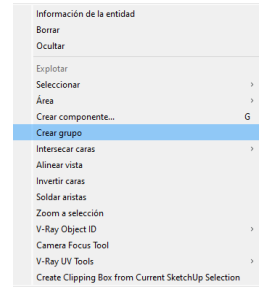 Información de la entidad
Borrar
Ocultar
Explotar
Seleccionar
Área
Crear componente... G
Crear grupo
Intersecar caras
Alinear vista
Invertir caras
Soldar aristas
Zoom a selección
V-Ray Object ID
Camera Focus Tool
V-Ray UV Tools
Create Clipping Box from Current SketchUp Selection